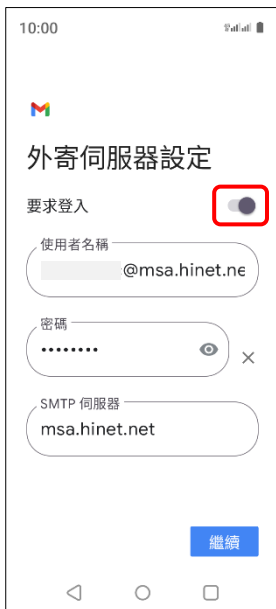 10:00
外寄伺服器設定
要求登入
使用者名稱
@msa.hinet.ne
密碼
••••••••
SMTP 伺服器
msa.hinet.net
繼續